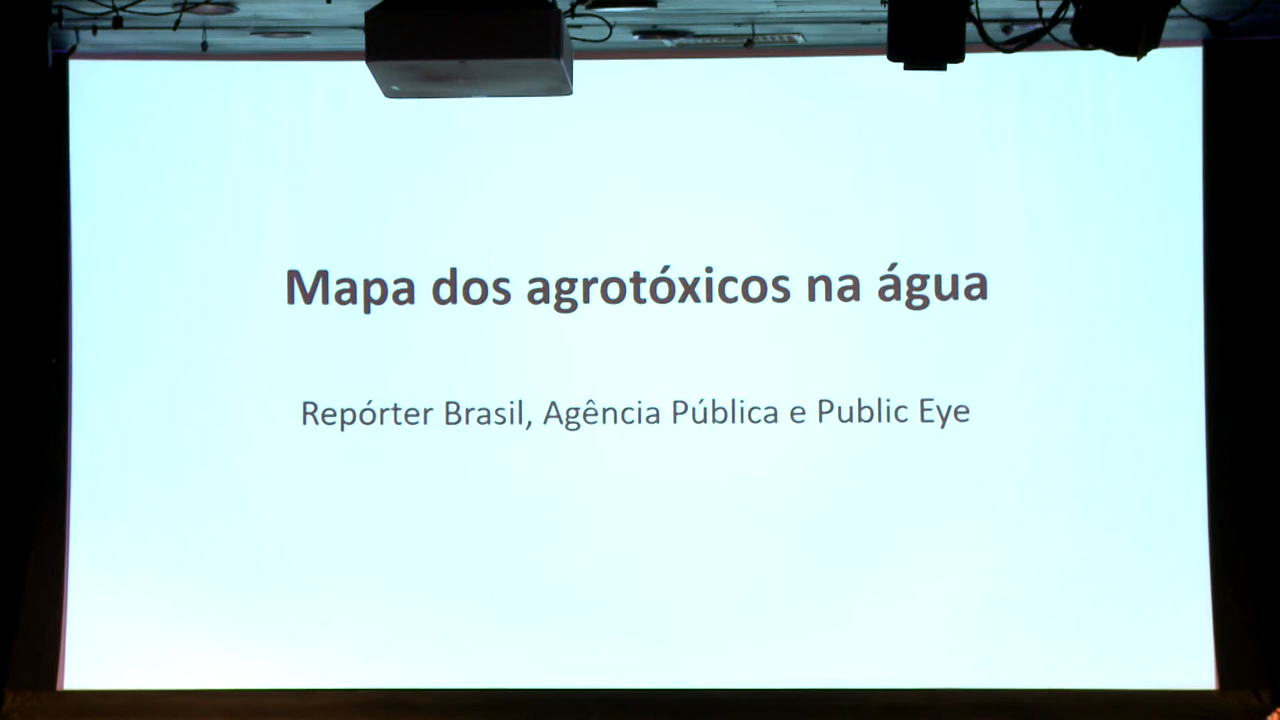 Mapa dos agrotóxicos na água
Repórter Brasil, Agência Pública e Public Eye